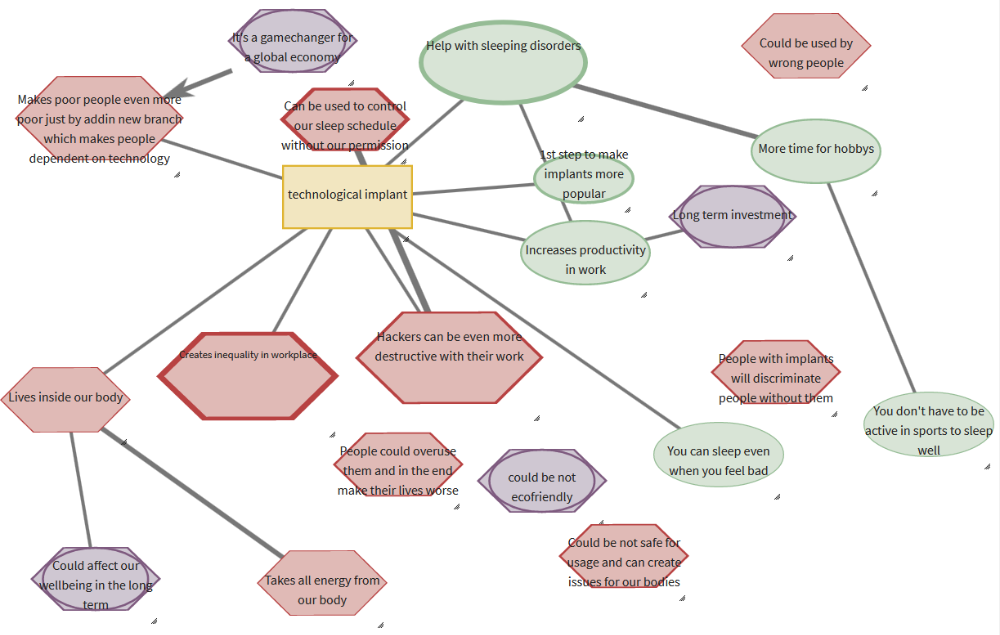 It's a gamechanger for
a global economy
Help with sleeping disorders
Could be used by
wrong people
Makes poor people even more
poor just by addin new branch
which makes people
dependent on technology
Can be used to control
our sleep schedule
without our permission
More time for hobbys
1st step to make
implants more
popular
technological implant
Long term investment
Increases productivity
in work
Creates inequality in workplace
Hackers can be even more
destructive with their work
People with implants
will discriminate
people without them
Lives inside our body
You don't have to be
active in sports to sleep
well
People could overuse
them and in the end
make their lives worse
could be not
ecofriendly
You can sleep even
when you feel bad
Could be not safe for
usage and can create
issues for our bodies
Could affect our
wellbeing in the long
term
Takes all energy from
our body